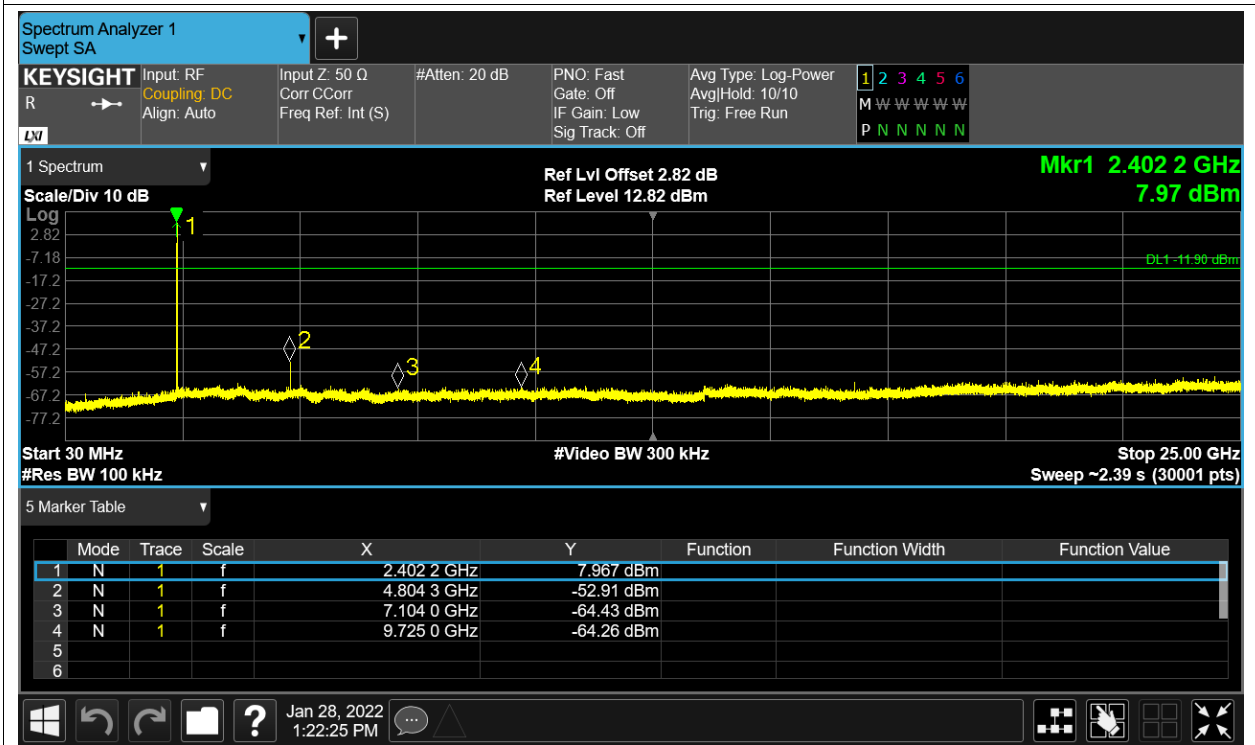 Spectrum Analyzer 1
Swept SA
KEYSIGHT
R
LXI
Input: RF
Coupling: DC
Align: Auto
Input Z: 50 Ω
Corr CCorr
Freq Ref: Int (S)
#Atten: 20 dB
PNO: Fast
Gate: Off
IF Gain: Low
Sig Track: Off
Avg Type: Log-Power
Avg|Hold: 10/10
Trig: Free Run
1 2 3 4 5 6
M W W W W W
P N N N N N
1 Spectrum
Ref Lvl Offset 2.82 dB
Mkr1 2.402 2 GHz
Scale/Div 10 dB
Ref Level 12.82 dBm
7.97 dBm
Log
1
2.82
-7.18
DL1 -11.90 dBm
-17.2
-27.2
-37.2
2
-47.2
3
4
-57.2
-67.2
-77.2
Start 30 MHz
#Video BW 300 kHz
Stop 25.00 GHz
#Res BW 100 kHz
Sweep ~2.39 s (30001 pts)
5 Marker Table
Mode Trace Scale X Y Function Function Width Function Value
1 N 1 f 2.402 2 GHz 7.967 dBm
2 N 1 f 4.804 3 GHz -52.91 dBm
3 N 1 f 7.104 0 GHz -64.43 dBm
4 N 1 f 9.725 0 GHz -64.26 dBm
5
6
?
Jan 28, 2022
1:22:25 PM